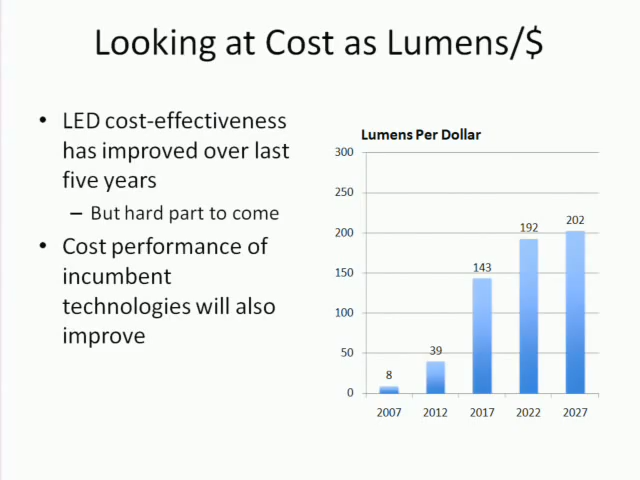 Looking at Cost as Lumens/$
• LED cost-effectiveness
has improved over last
five years
– But hard part to come
• Cost performance of
incumbent
technologies will also
improve
Lumens Per Dollar
300
250
200
150
100
50
0
8
39
143
192
202
2007 2012 2017 2022 2027